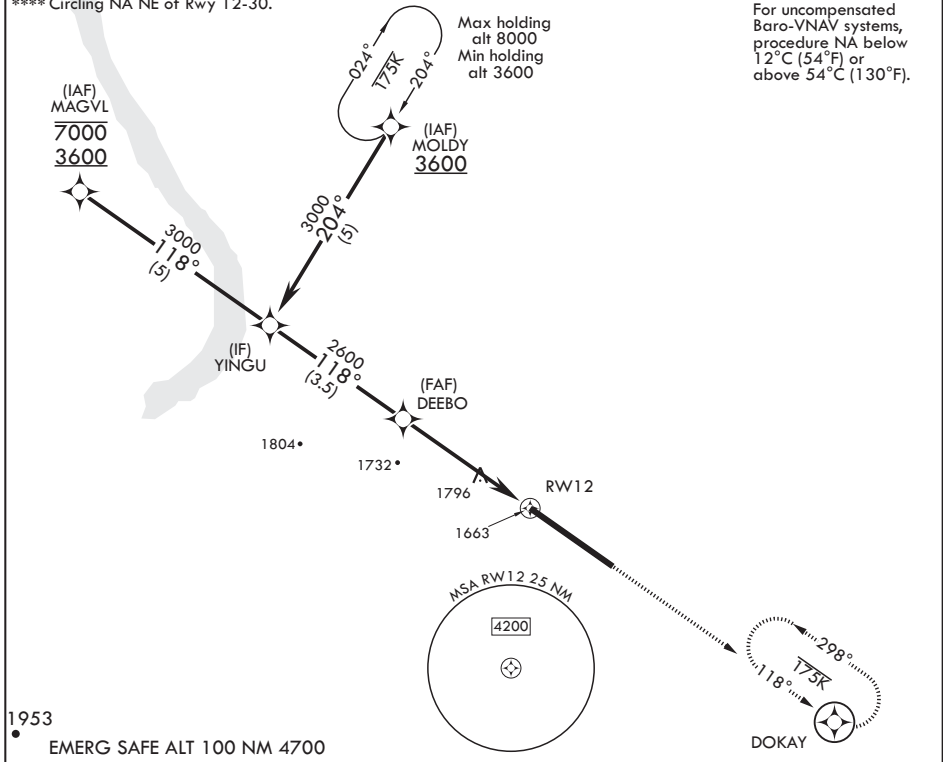 **** Circling NA NE of Rwy 12-30.
Max holding
alt 8000
Min holding
alt 3600
For uncompensated
Baro-VNAV systems,
procedure NA below
12°C (54°F) or
above 54°C (130°F).
024°
175K
204°
(IAF)
MAGVL
7000
3600
(IAF)
MOLDY
3600
3000
204°
(5)
3000
118°
(5)
(IF)
YINGU
2600
118°
(3.5)
(FAF)
DEEBO
1804
1732
1796
RW12
1663
MSA RW12 25 NM
4200
298°
175K
118°
DOKAY
1953
EMERG SAFE ALT 100 NM 4700